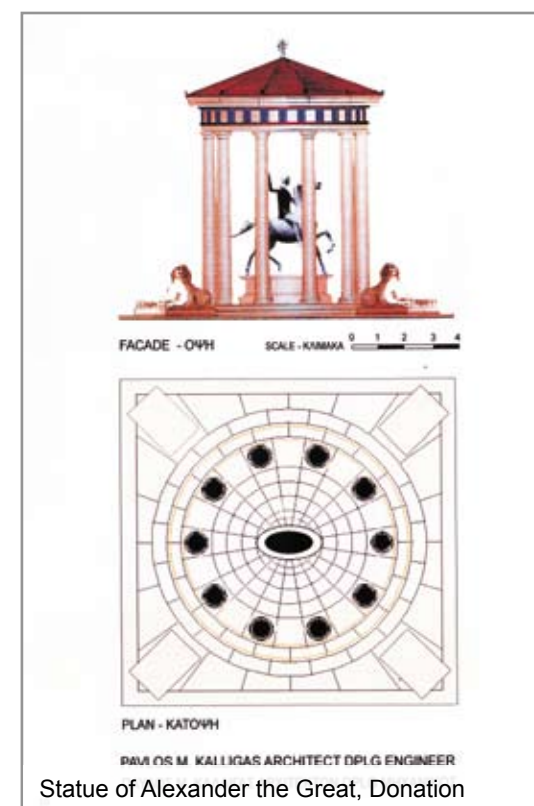 FACADE - ΟΨΗ SCALE - ΚΛΙΜΑΚΑ 0 1 2 3 4
PLAN - ΚΑΤΟΨΗ
PAVLOS M. KALLIGAS ARCHITECT DPLG ENGINEER
Statue of Alexander the Great, Donation